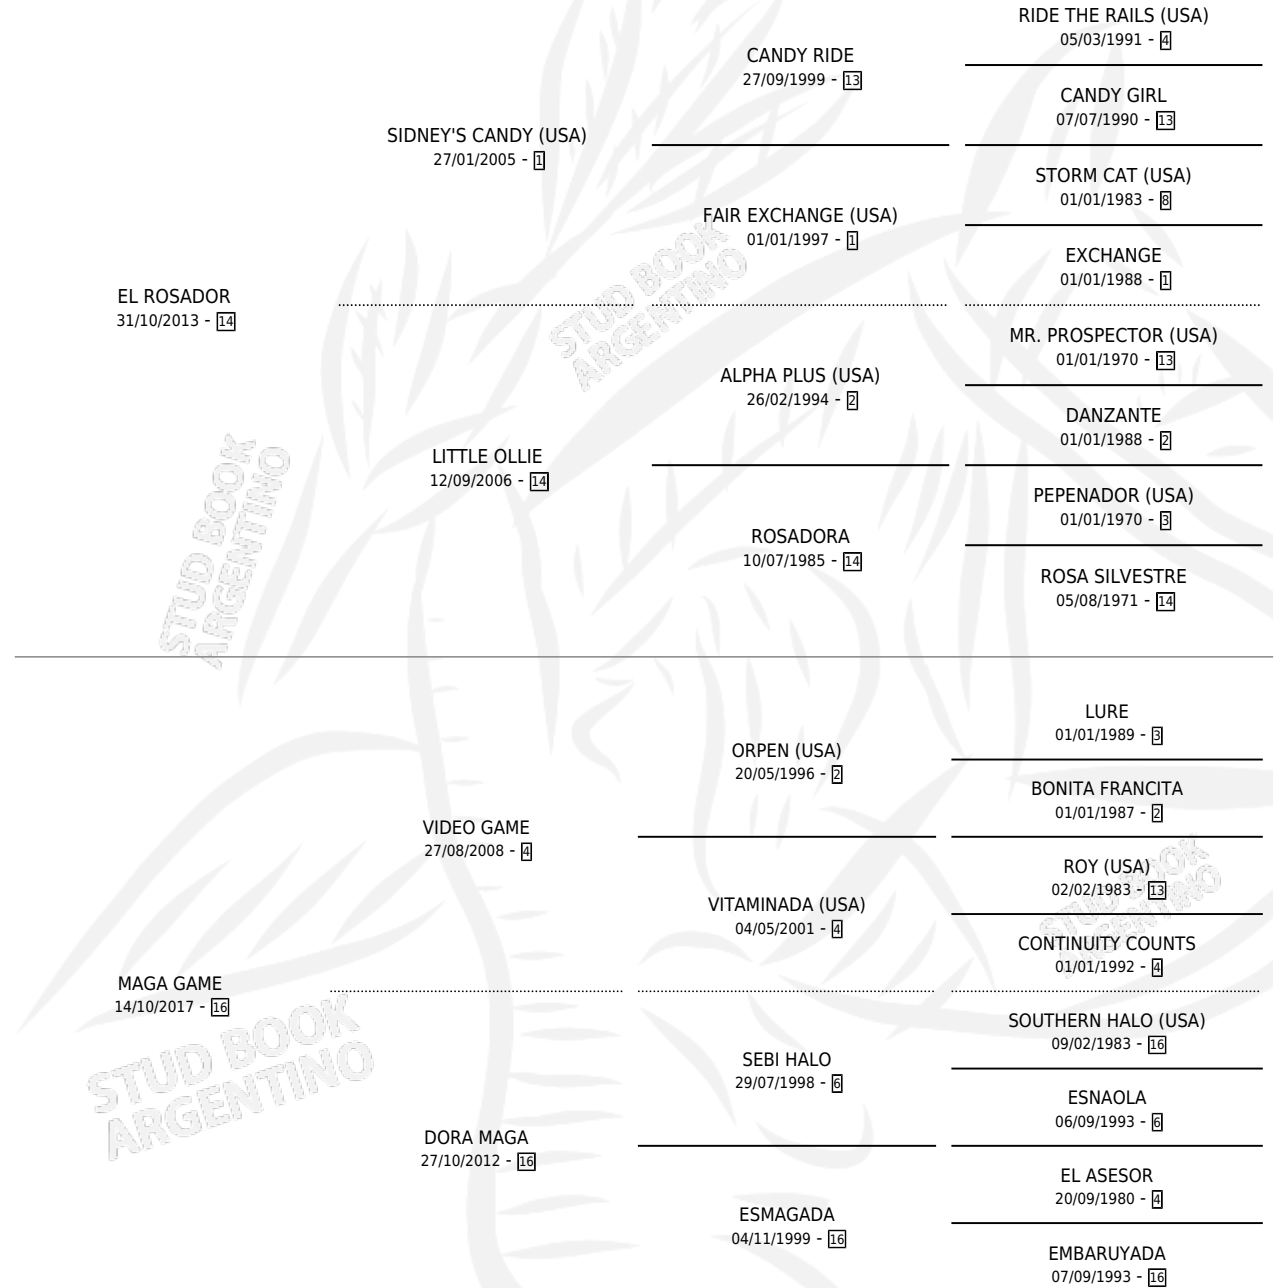 RIDE THE RAILS (USA)
05/03/1991 - 4
CANDY RIDE
27/09/1999 - 13
CANDY GIRL
07/07/1990 - 13
SIDNEY'S CANDY (USA)
27/01/2005 - 1
STORM CAT (USA)
01/01/1983 - 8
FAIR EXCHANGE (USA)
01/01/1997 - 1
EXCHANGE
01/01/1988 - 1
EL ROSADOR
31/10/2013 - 14
STUD BOOK
ARGENTINO
MR. PROSPECTOR (USA)
01/01/1970 - 13
ALPHA PLUS (USA)
26/02/1994 - 2
DANZANTE
01/01/1988 - 2
LITTLE OLLIE
12/09/2006 - 14
PEPENADOR (USA)
01/01/1970 - 3
ROSADORA
10/07/1985 - 14
ROSA SILVESTRE
05/08/1971 - 14
STUD BOOK
ARGENTINO
LURE
01/01/1989 - 3
ORPEN (USA)
20/05/1996 - 2
BONITA FRANCITA
01/01/1987 - 2
VIDEO GAME
27/08/2008 - 4
ROY (USA)
02/02/1983 - 13
VITAMINADA (USA)
04/05/2001 - 4
STUD BOOK
ARGENTINO
CONTINUITY COUNTS
01/01/1992 - 4
MAGA GAME
14/10/2017 - 16
SOUTHERN HALO (USA)
09/02/1983 - 16
SEBI HALO
29/07/1998 - 6
ESNAOLA
06/09/1993 - 6
STUD BOOK
ARGENTINO
DORA MAGA
27/10/2012 - 16
EL ASESOR
20/09/1980 - 4
ESMAGADA
04/11/1999 - 16
EMBARUYADA
07/09/1993 - 16